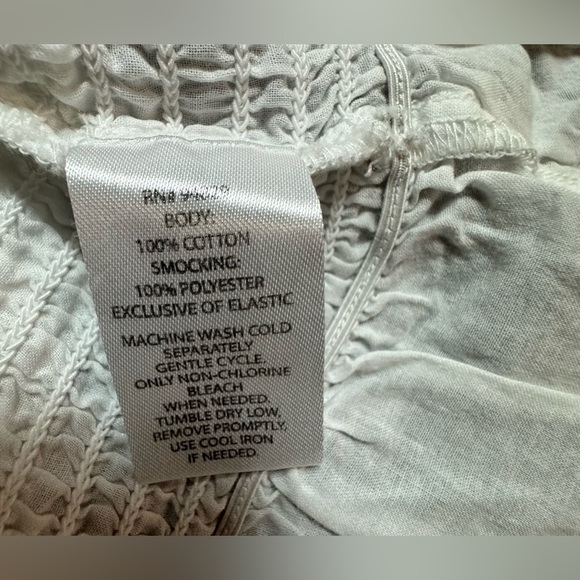 RN#
BODY:
100% COTTON
SMOCKING:
100% POLYESTER
EXCLUSIVE OF ELASTIC
MACHINE WASH COLD
SEPARATELY
GENTLE CYCLE.
ONLY NON-CHLORINE
BLEACH
WHEN NEEDED.
TUMBLE DRY LOW,
REMOVE PROMPTLY,
USE COOL IRON
IF NEEDED.